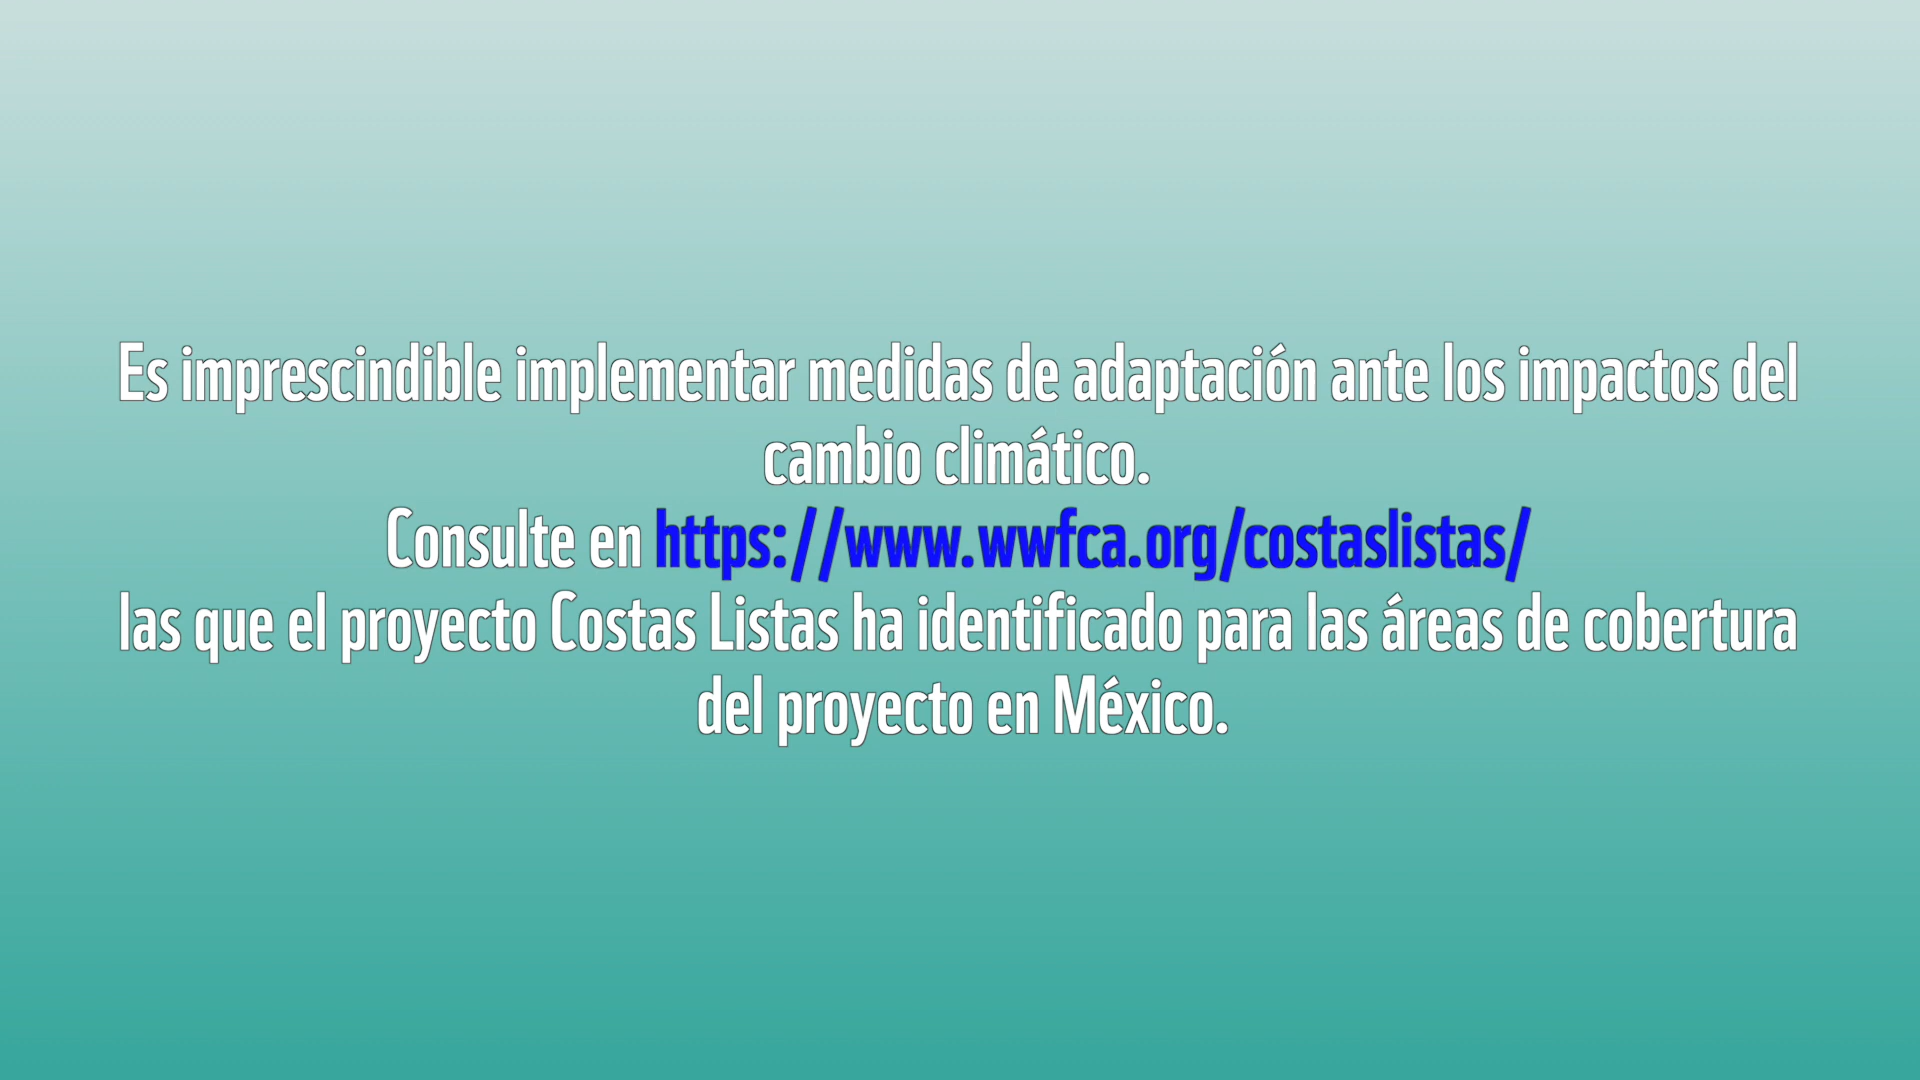 Es imprescindible implementar medidas de adaptación ante los impactos del
cambio climático.
Consulte en https://www.wwfca.org/costaslistas/
las que el proyecto Costas Listas ha identificado para las áreas de cobertura
del proyecto en México.